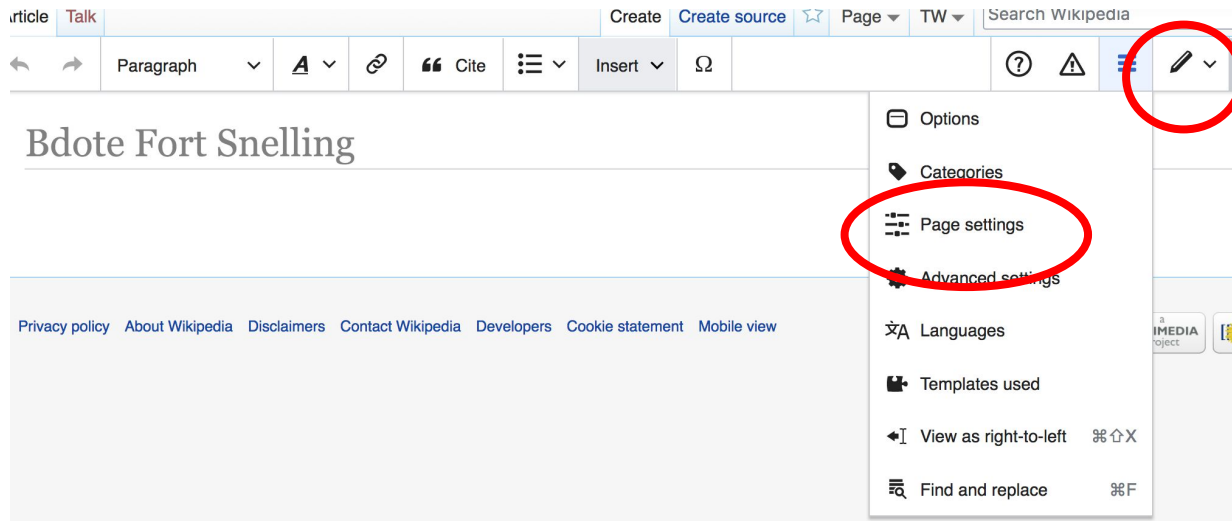 rticle Talk Create Create source Page TW Search Wikipedia
Paragraph A Cite Insert Ω
Bdote Fort Snelling
Options
Categories
Page settings
Advanced settings
Languages
Templates used
View as right-to-left ⌘⇧X
Find and replace ⌘F
Privacy policy About Wikipedia Disclaimers Contact Wikipedia Developers Cookie statement Mobile view
a
IMEDIA
roject